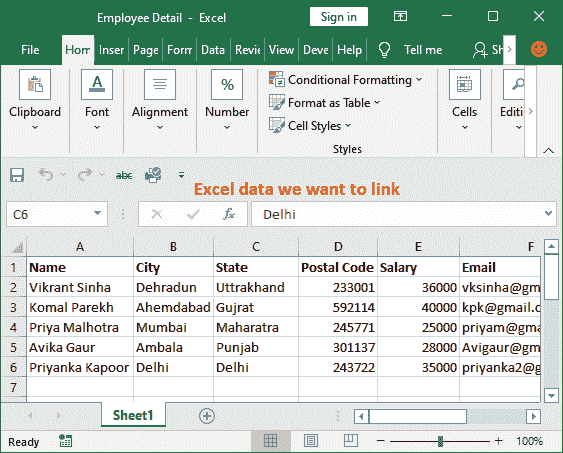 Employee Detail - Excel
Sign in
File Hom Inser Page Forn Data Revie View Deve Help Tell me Sh
Clipboard
Font
Alignment
Number
Conditional Formatting
Format as Table
Cell Styles
Styles
Cells
Editi
abc
Excel data we want to link
C6 fx Delhi
A B C D E F
1 Name City State Postal Code Salary Email
2 Vikrant Sinha Dehradun Uttrakhand 233001 36000 vksinha@gm
3 Komal Parekh Ahemdabad Gujrat 592114 40000 kpk@gmail.c
4 Priya Malhotra Mumbai Maharatra 245771 25000 priyam@gma
5 Avika Gaur Ambala Punjab 301137 28000 Avigaur@gm
6 Priyanka Kapoor Delhi Delhi 243722 35000 priyanka2@g
7
Sheet1
Ready 100%